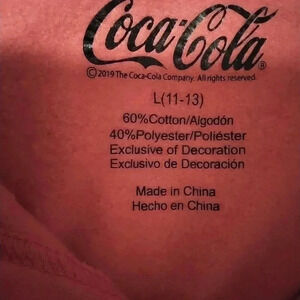 Coca-Cola®
©2019 The Coca-Cola Company. All rights reserved.
L(11-13)
60%Cotton/Algodón
40%Polyester/Poliéster
Exclusive of Decoration
Exclusivo de Decoración
Made in China
Hecho en China